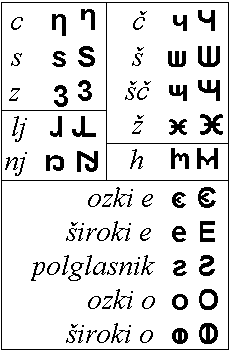 c ƞ Ƞ č ч Ч
s s S š ш Ш
z з З šč
lj ž ж Ж
nj h
ozki e є Є
široki e e E
polglasnik ƨ Ƨ
ozki o o O
široki o